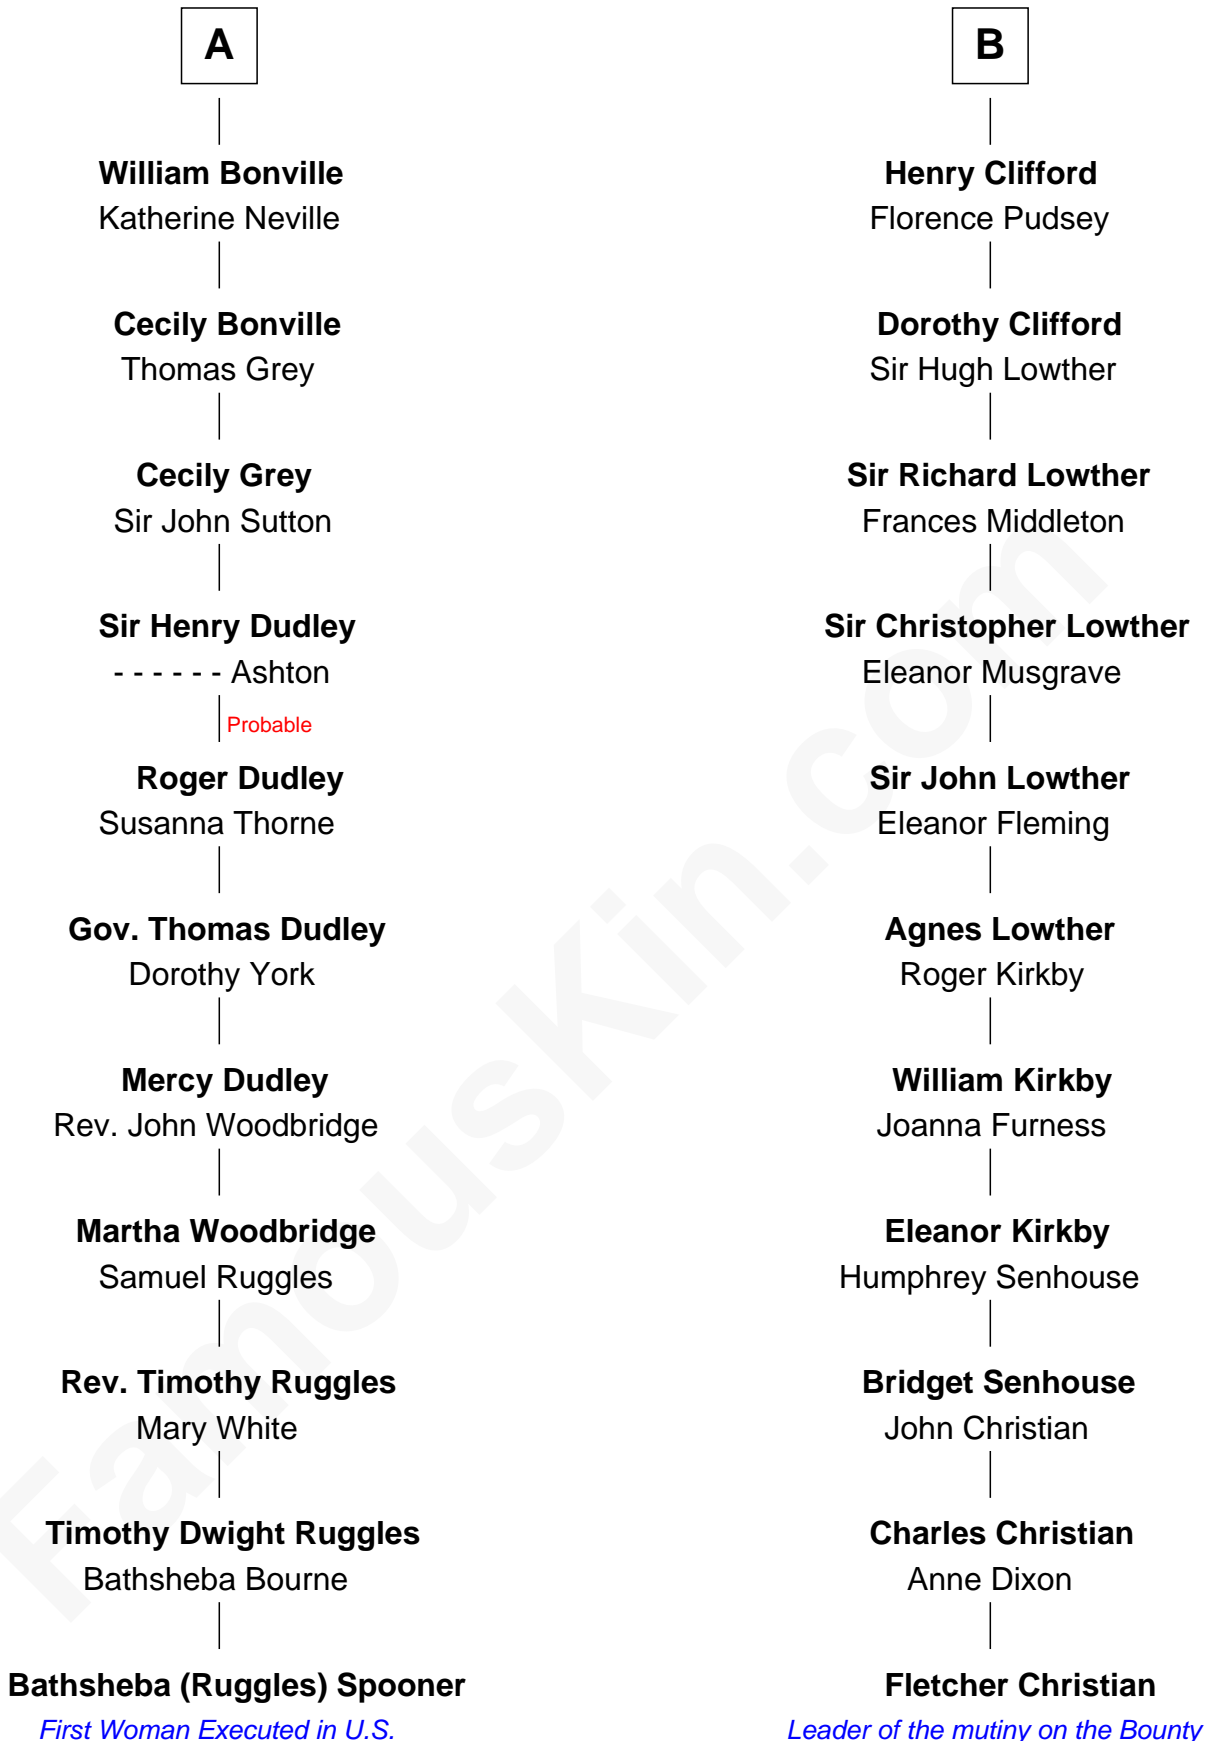 A
William Bonville
Katherine Neville
Cecily Bonville
Thomas Grey
Cecily Grey
Sir John Sutton
Sir Henry Dudley
- - - - - - Ashton
Probable
Roger Dudley
Susanna Thorne
Gov. Thomas Dudley
Dorothy York
Mercy Dudley
Rev. John Woodbridge
Martha Woodbridge
Samuel Ruggles
Rev. Timothy Ruggles
Mary White
Timothy Dwight Ruggles
Bathsheba Bourne
Bathsheba (Ruggles) Spooner
First Woman Executed in U.S.
B
Henry Clifford
Florence Pudsey
Dorothy Clifford
Sir Hugh Lowther
Sir Richard Lowther
Frances Middleton
Sir Christopher Lowther
Eleanor Musgrave
Sir John Lowther
Eleanor Fleming
Agnes Lowther
Roger Kirkby
William Kirkby
Joanna Furness
Eleanor Kirkby
Humphrey Senhouse
Bridget Senhouse
John Christian
Charles Christian
Anne Dixon
Fletcher Christian
Leader of the mutiny on the Bounty
FamousKin.com